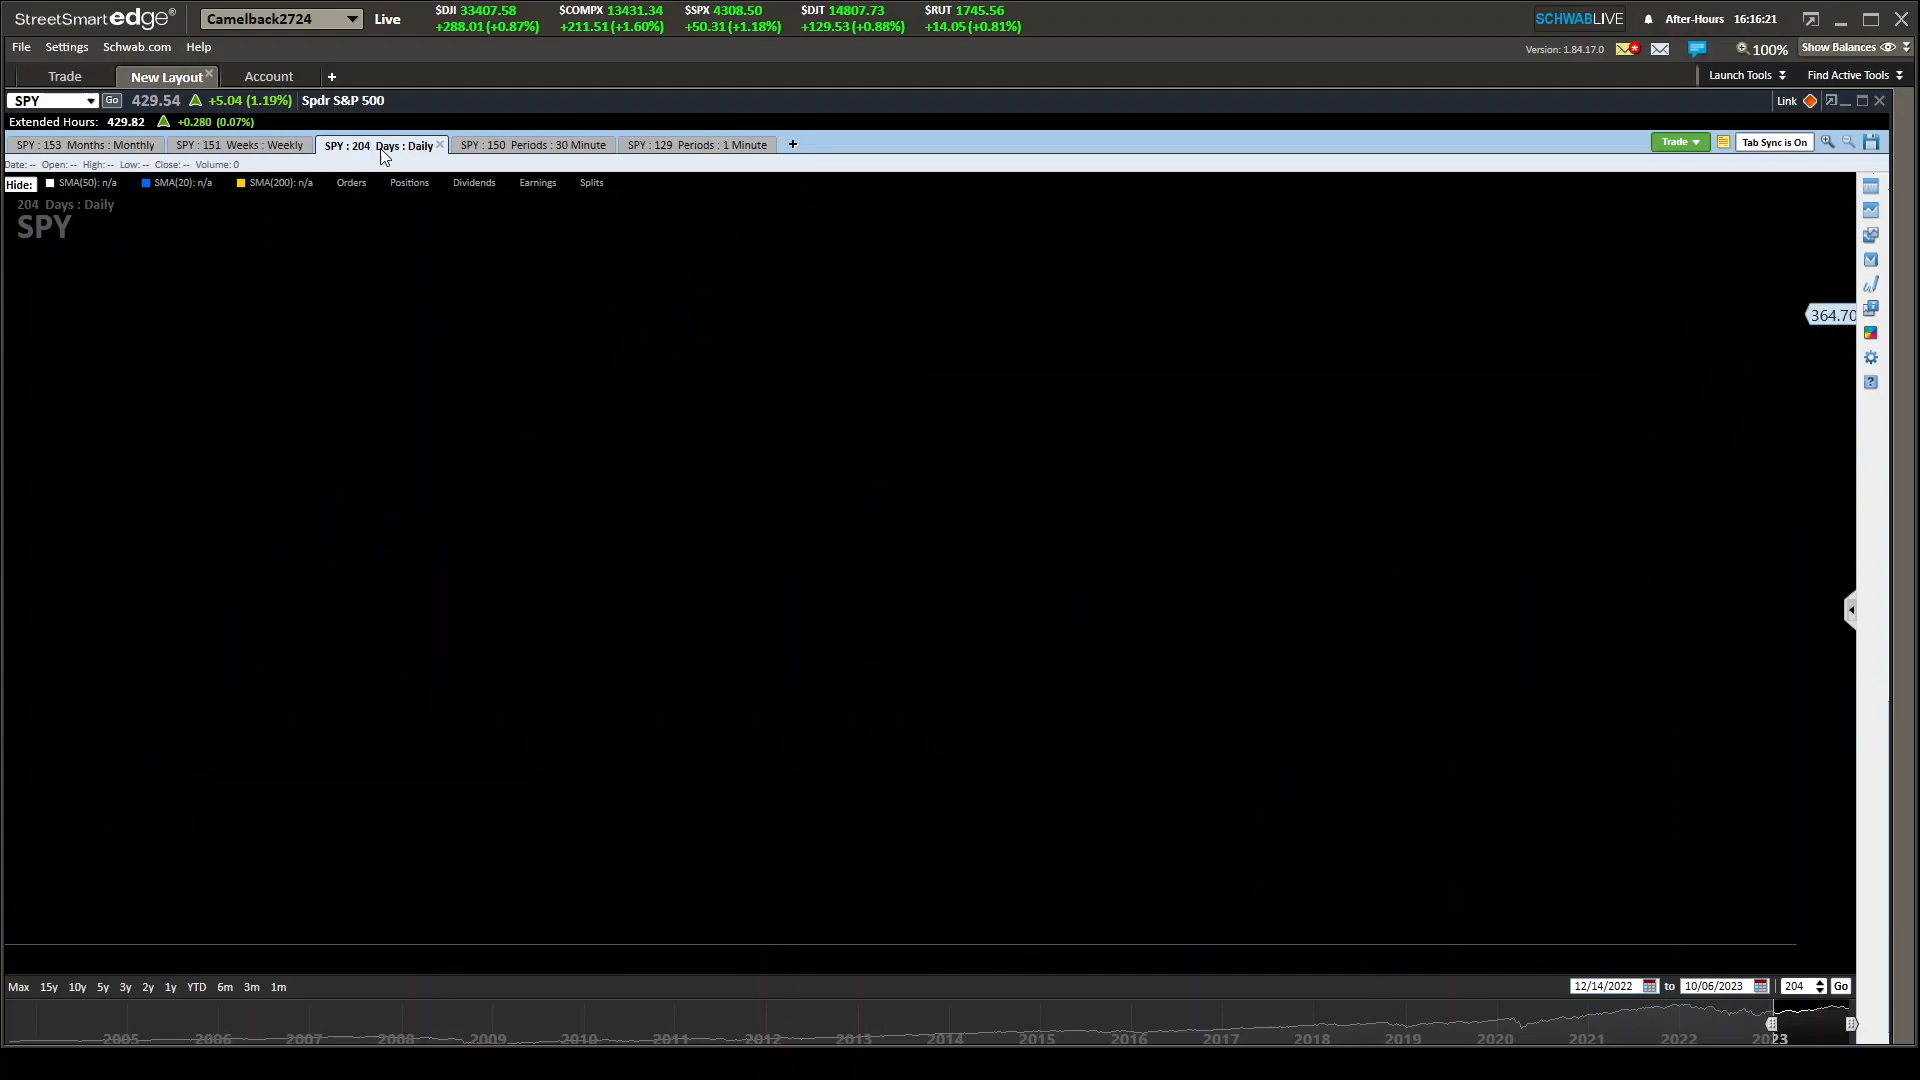 StreetSmart edge® Camelback2724 Live $DJI 33407.58 $COMPX 13431.34 $SPX 4308.50 $DJT 14807.73 $RUT 1745.56 SCHWABLIVE After-Hours 16:16:21
+288.01 (+0.87%) +211.51 (+1.60%) +50.31 (+1.18%) +129.53 (+0.88%) +14.05 (+0.81%)
File Settings Schwab.com Help Version: 1.84.17.0 100% Show Balances
Trade New Layout Account + Launch Tools Find Active Tools
SPY Go 429.54 +5.04 (1.19%) Spdr S&P 500 Link
Extended Hours: 429.82 +0.280 (0.07%)
SPY : 153 Months : Monthly SPY : 151 Weeks : Weekly SPY : 204 Days : Daily SPY : 150 Periods : 30 Minute SPY : 129 Periods : 1 Minute + Trade Tab Sync is On
Date: -- Open: -- High: -- Low: -- Close: -- Volume: 0
Hide: SMA(50): n/a SMA(20): n/a SMA(200): n/a Orders Positions Dividends Earnings Splits
204 Days : Daily
SPY
364.70
Max 15y 10y 5y 3y 2y 1y YTD 6m 3m 1m 12/14/2022 to 10/06/2023 204 Go
2005 2006 2007 2008 2009 2010 2011 2012 2013 2014 2015 2016 2017 2018 2019 2020 2021 2022 2023